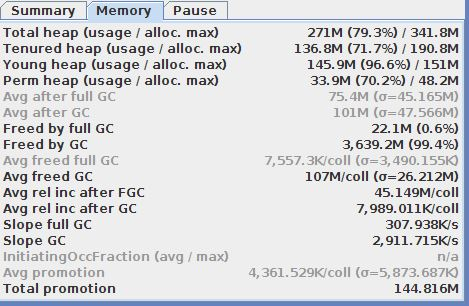 Summary Memory Pause
Total heap (usage / alloc. max) 271M (79.3%) / 341.8M
Tenured heap (usage / alloc. max) 136.8M (71.7%) / 190.8M
Young heap (usage / alloc. max) 145.9M (96.6%) / 151M
Perm heap (usage / alloc. max) 33.9M (70.2%) / 48.2M
Avg after full GC 75.4M (σ=45.165M)
Avg after GC 101M (σ=47.566M)
Freed by full GC 22.1M (0.6%)
Freed by GC 3,639.2M (99.4%)
Avg freed full GC 7,557.3K/coll (σ=3,490.155K)
Avg freed GC 107M/coll (σ=26.212M)
Avg rel inc after FGC 45.149M/coll
Avg rel inc after GC 7,989.011K/coll
Slope full GC 307.938K/s
Slope GC 2,911.715K/s
InitiatingOccFraction (avg / max) n/a
Avg promotion 4,361.529K/coll (σ=5,873.687K)
Total promotion 144.816M